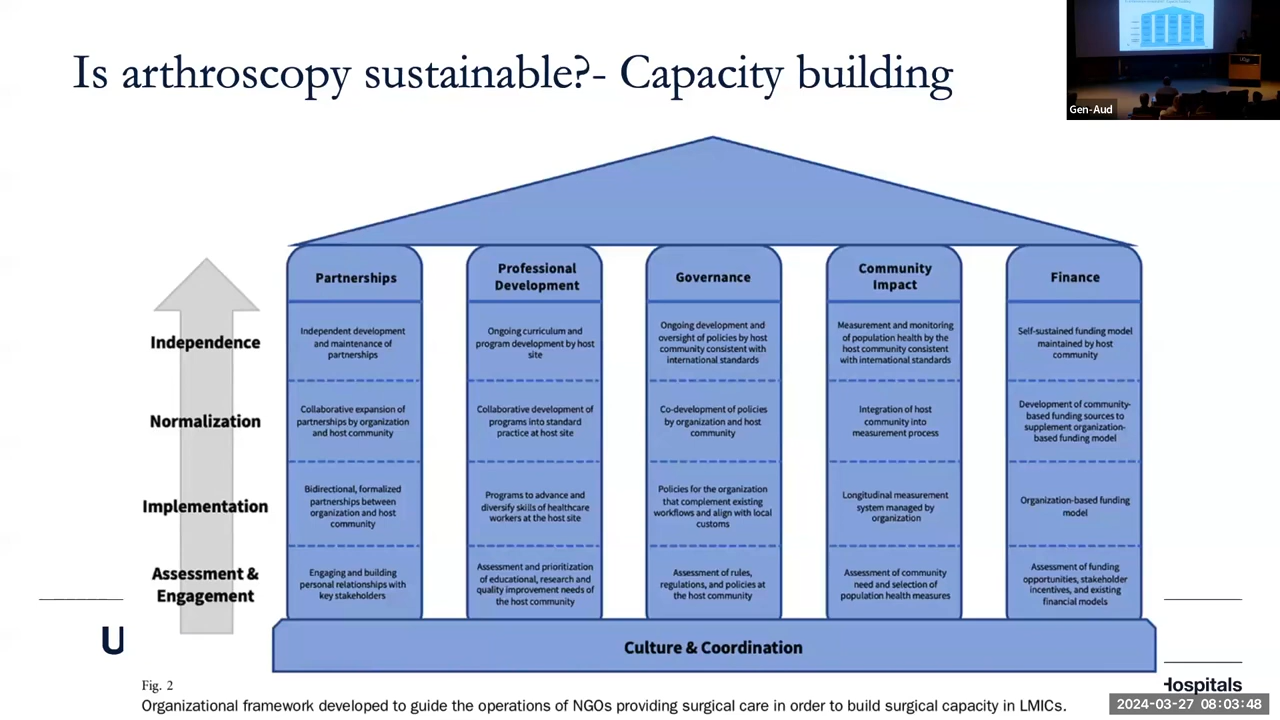 Is arthroscopy sustainable?- Capacity building
Gen-Aud
Partnerships
Professional
Development
Governance
Community
Impact
Finance
Independence
Independent development
and maintenance of
partnerships
Ongoing curriculum and
program development by host
site
Ongoing development and
oversight of policies by host
community consistent with
international standards
Measurement and monitoring
of population health by the
host community consistent
with international standards
Self-sustained funding model
maintained by host
community
Normalization
Collaborative expansion of
partnerships by organization
and host community
Collaborative development of
programs into standard
practice at host site
Co-development of policies
by organization and host
community
Integration of host
community into
measurement process
Development of community-
based funding sources to
supplement organization-
based funding model
Implementation
Bidirectional, formalized
partnerships between
organization and host
community
Programs to advance and
diversify skills of healthcare
workers at the host site
Policies for the organization
that complement existing
workflows and align with local
customs
Longitudinal measurement
system managed by
organization
Organization-based funding
model
Assessment &
Engagement
Engaging and building
personal relationships with
key stakeholders
Assessment and prioritization
of educational, research and
quality improvement needs of
the host community
Assessment of rules,
regulations, and policies at
the host community
Assessment of community
need and selection of
population health measures
Assessment of funding
opportunities, stakeholder
incentives, and existing
financial models
Culture & Coordination
U
Hospitals
Fig. 2
Organizational framework developed to guide the operations of NGOs providing surgical care in order to build surgical capacity in LMICs.
2024-03-27 08:03:48